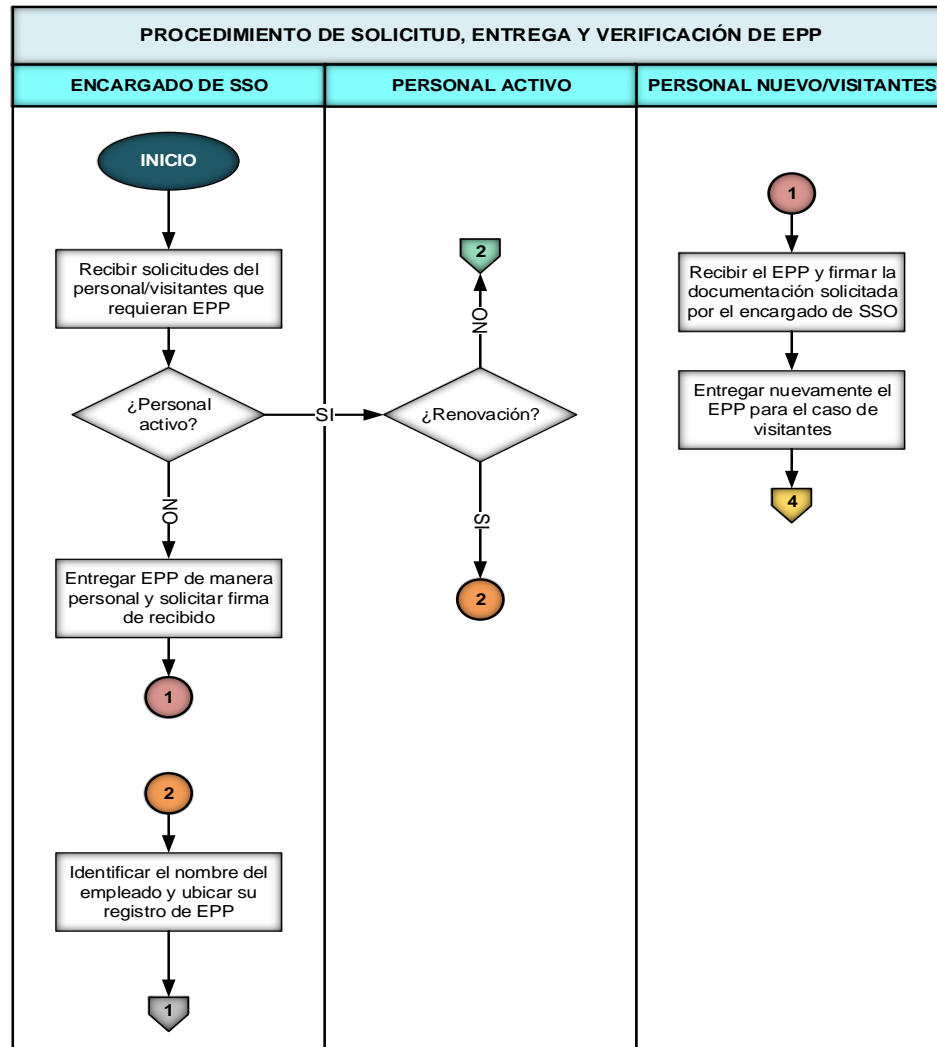 PROCEDIMIENTO DE SOLICITUD, ENTREGA Y VERIFICACIÓN DE EPP
ENCARGADO DE SSO
PERSONAL ACTIVO
PERSONAL NUEVO/VISITANTES
INICIO
Recibir solicitudes del
personal/visitantes que
requieran EPP
¿Personal
activo?
SI
NO
Entregar EPP de manera
personal y solicitar firma
de recibido
1
2
Identificar el nombre del
empleado y ubicar su
registro de EPP
1
2
NO
¿Renovación?
SI
2
1
Recibir el EPP y firmar la
documentación solicitada
por el encargado de SSO
Entregar nuevamente el
EPP para el caso de
visitantes
4